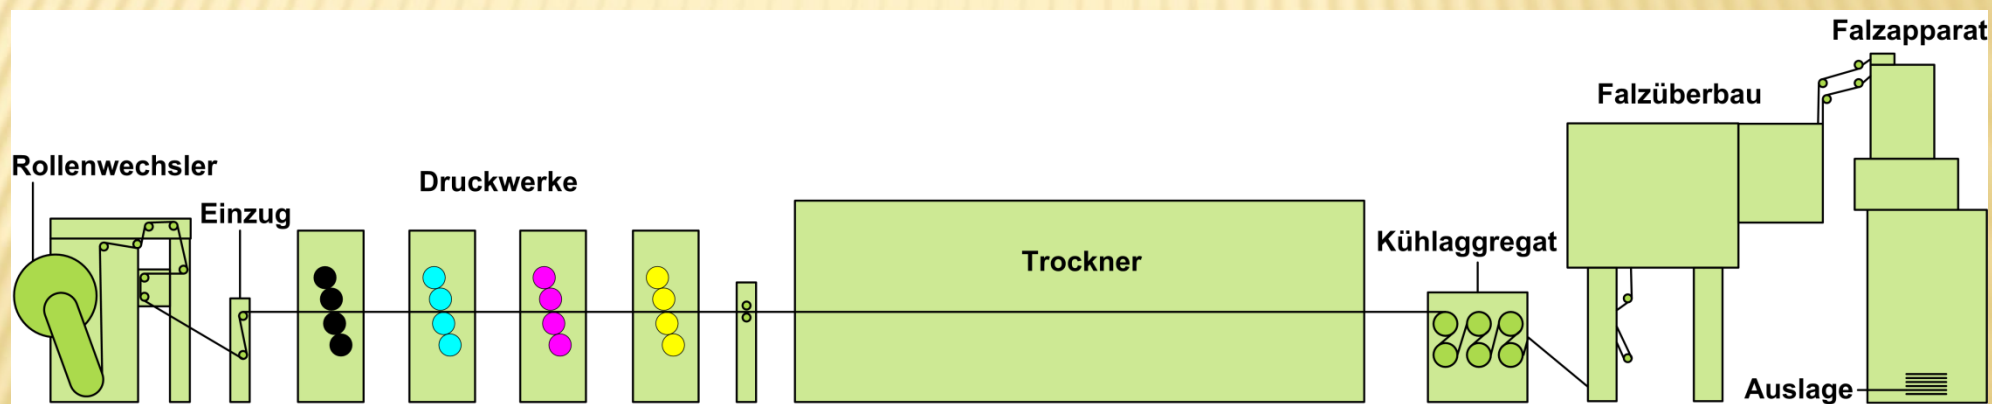 Rollenwechsler
Einzug
Druckwerke
Trockner
Kühlaggregat
Falzüberbau
Falzapparat
Auslage